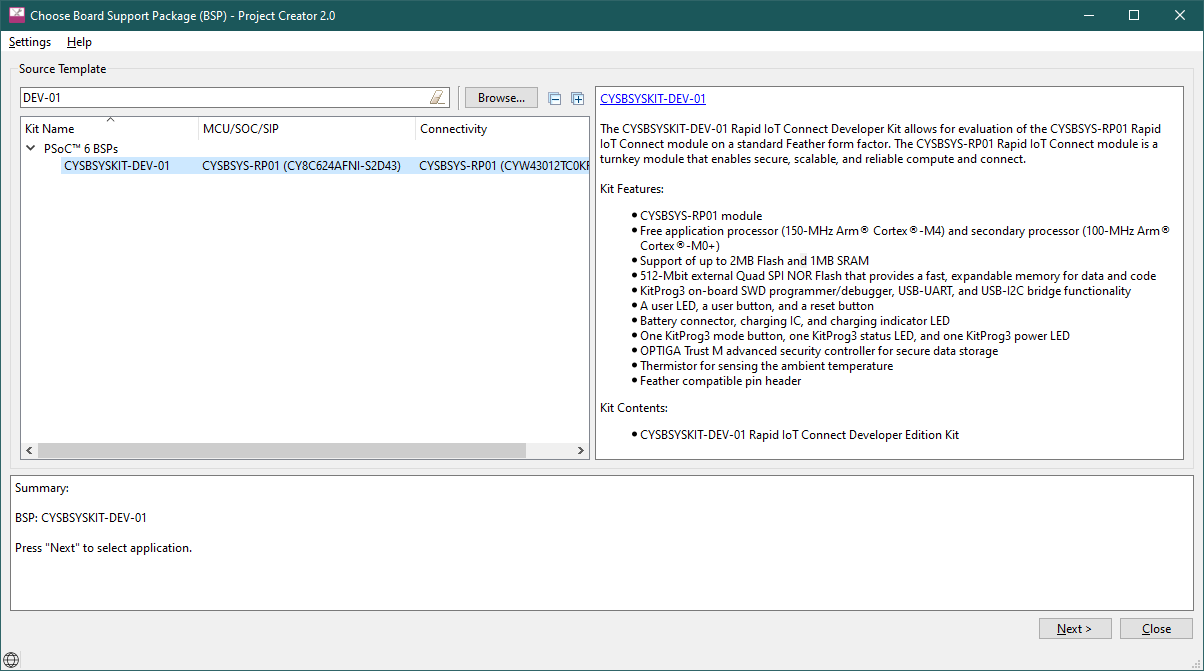 Choose Board Support Package (BSP) - Project Creator 2.0
Settings Help
Source Template
DEV-01
Browse...
Kit Name MCU/SOC/SIP Connectivity
PSoC™ 6 BSPs
CYSBSYSKIT-DEV-01 CYSBSYS-RP01 (CY8C624AFNI-S2D43) CYSBSYS-RP01 (CYW43012TC0K
CYSBSYSKIT-DEV-01
The CYSBSYSKIT-DEV-01 Rapid IoT Connect Developer Kit allows for evaluation of the CYSBSYS-RP01 Rapid
IoT Connect module on a standard Feather form factor. The CYSBSYS-RP01 Rapid IoT Connect module is a
turnkey module that enables secure, scalable, and reliable compute and connect.
Kit Features:
• CYSBSYS-RP01 module
• Free application processor (150-MHz Arm® Cortex®-M4) and secondary processor (100-MHz Arm®
Cortex®-M0+)
• Support of up to 2MB Flash and 1MB SRAM
• 512-Mbit external Quad SPI NOR Flash that provides a fast, expandable memory for data and code
• KitProg3 on-board SWD programmer/debugger, USB-UART, and USB-I2C bridge functionality
• A user LED, a user button, and a reset button
• Battery connector, charging IC, and charging indicator LED
• One KitProg3 mode button, one KitProg3 status LED, and one KitProg3 power LED
• OPTIGA Trust M advanced security controller for secure data storage
• Thermistor for sensing the ambient temperature
• Feather compatible pin header
Kit Contents:
• CYSBSYSKIT-DEV-01 Rapid IoT Connect Developer Edition Kit
Summary:
BSP: CYSBSYSKIT-DEV-01
Press "Next" to select application.
Next > Close